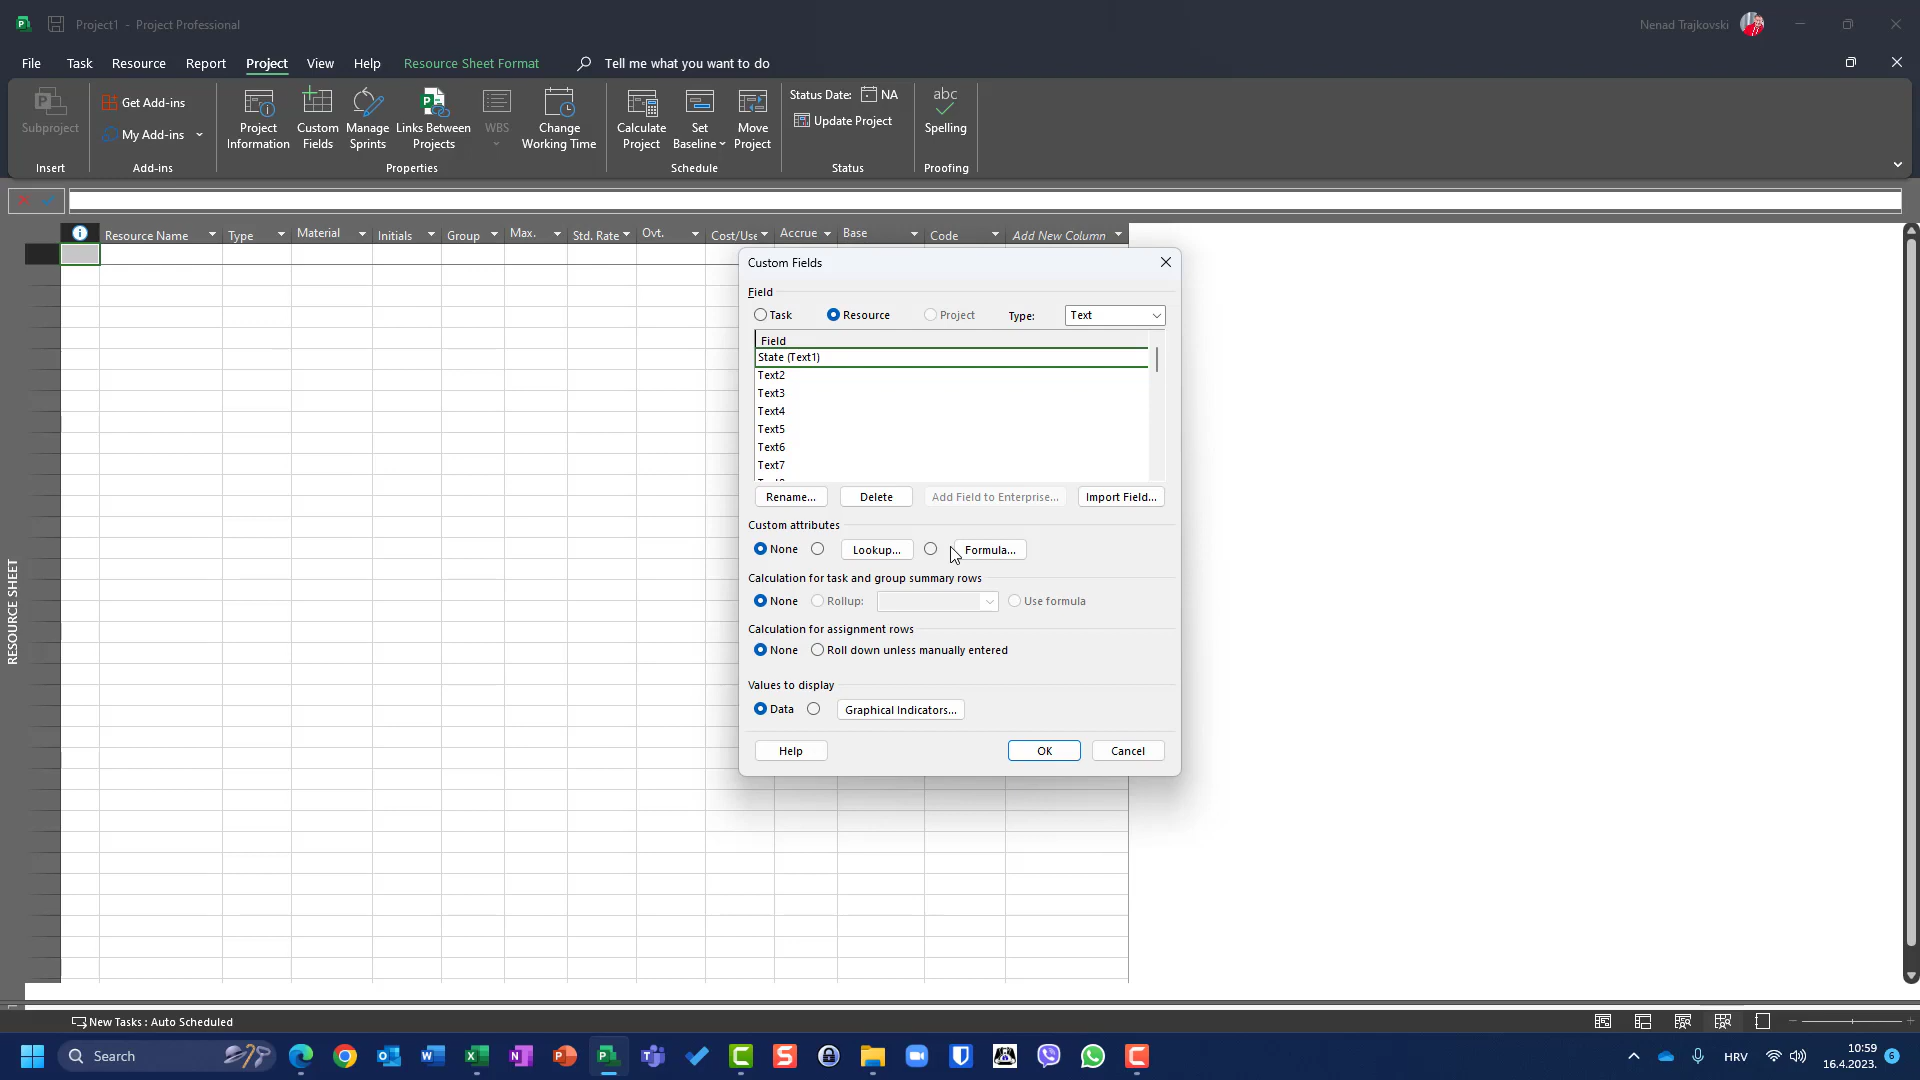 Project1 - Project Professional
Nenad Trajkovski
File Task Resource Report Project View Help Resource Sheet Format Tell me what you want to do
Subproject
Insert
Get Add-ins
My Add-ins
Add-ins
Project Information
Custom Fields
Manage Sprints
Links Between Projects
WBS
Change Working Time
Properties
Calculate Project
Set Baseline
Move Project
Schedule
Status Date: NA
Update Project
Status
abc
Spelling
Proofing
Resource Name Type Material Initials Group Max. Std. Rate Ovt. Cost/Use Accrue Base Code Add New Column
RESOURCE SHEET
Custom Fields
Field
Task Resource Project Type: Text
Field
State (Text1)
Text2
Text3
Text4
Text5
Text6
Text7
Rename... Delete Add Field to Enterprise... Import Field...
Custom attributes
None Lookup... Formula...
Calculation for task and group summary rows
None Rollup: Use formula
Calculation for assignment rows
None Roll down unless manually entered
Values to display
Data Graphical Indicators...
Help OK Cancel
New Tasks : Auto Scheduled
Search
HRV
10:59
16.4.2023.
6